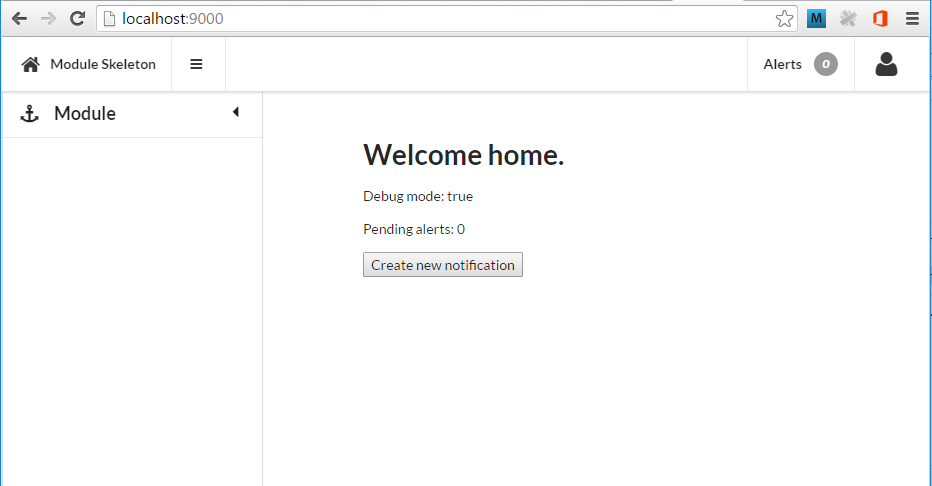 localhost:9000
M
Module Skeleton
Alerts 0
Module
Welcome home.
Debug mode: true
Pending alerts: 0
Create new notification